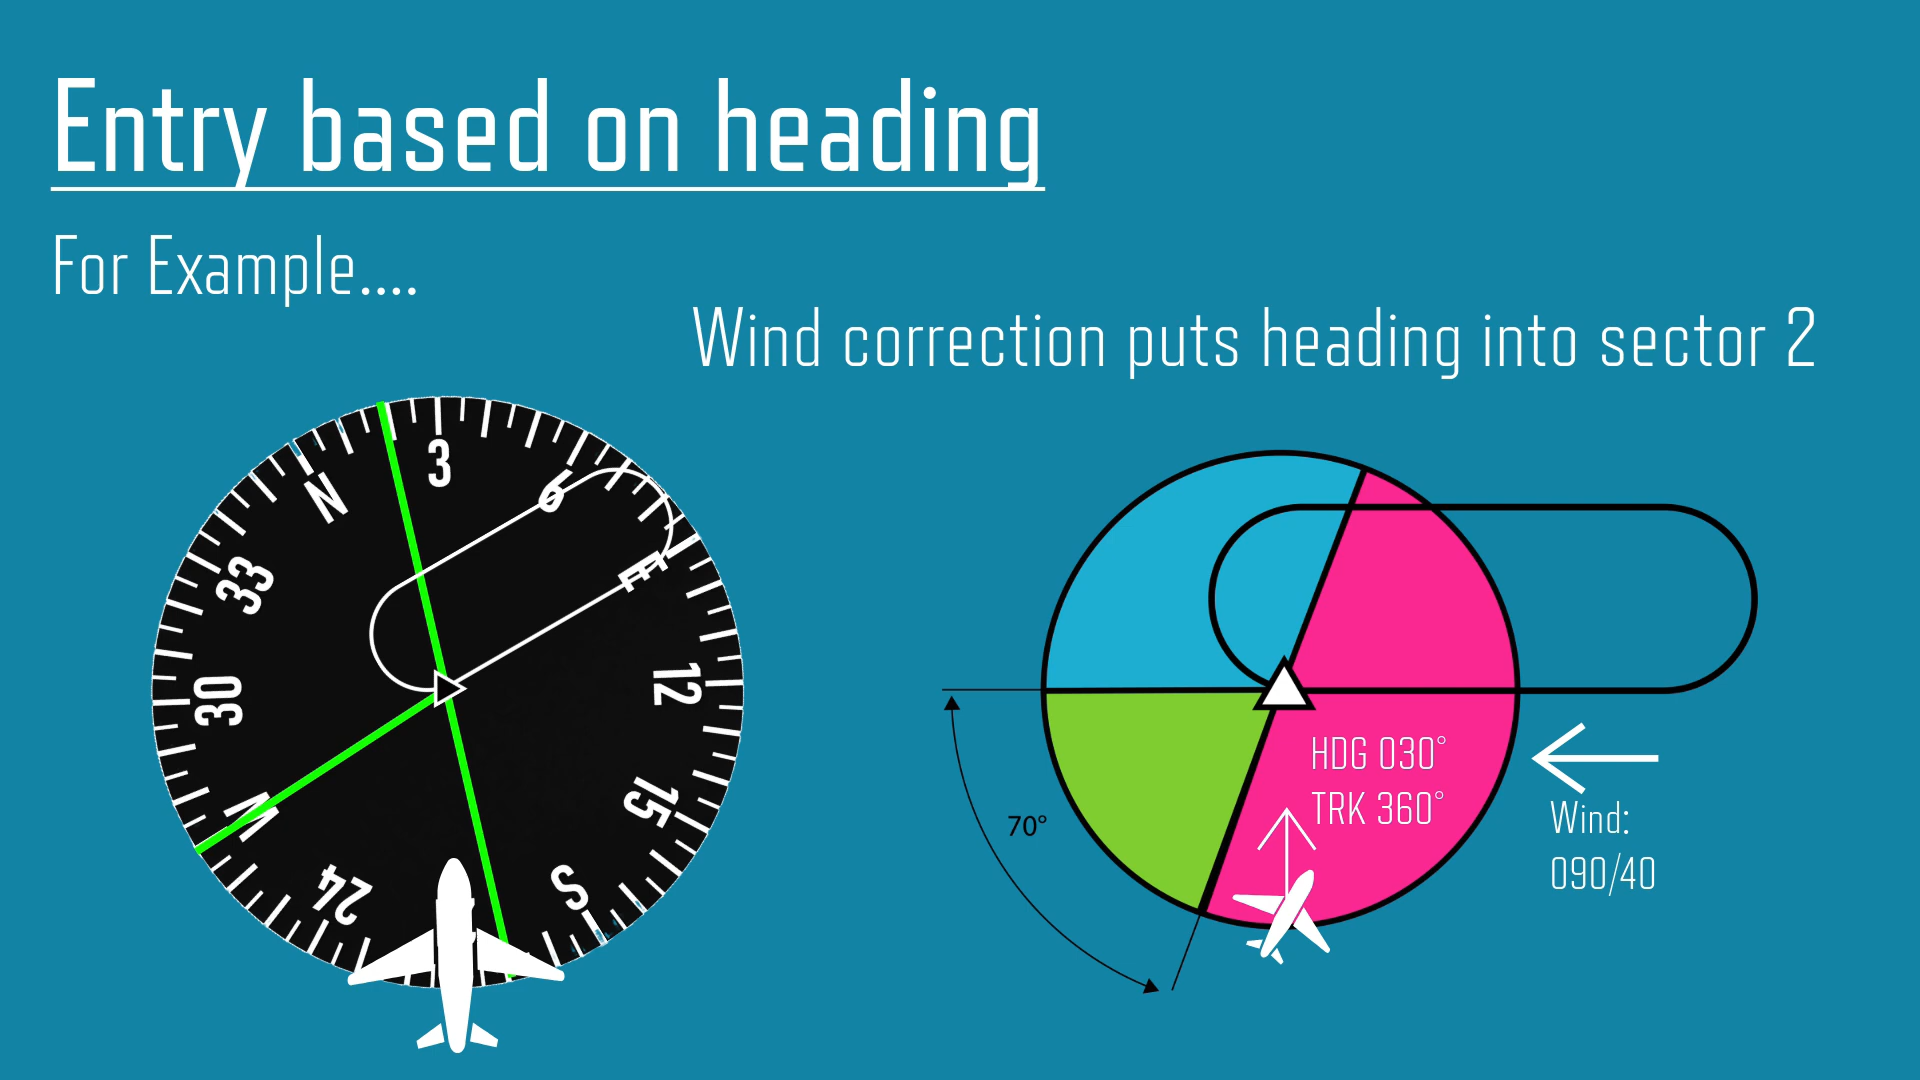 Entry based on heading
For Example....
Wind correction puts heading into sector 2
N
3
6
E
12
15
S
24
W
30
33
70°
HDG 030°
TRK 360°
Wind:
090/40